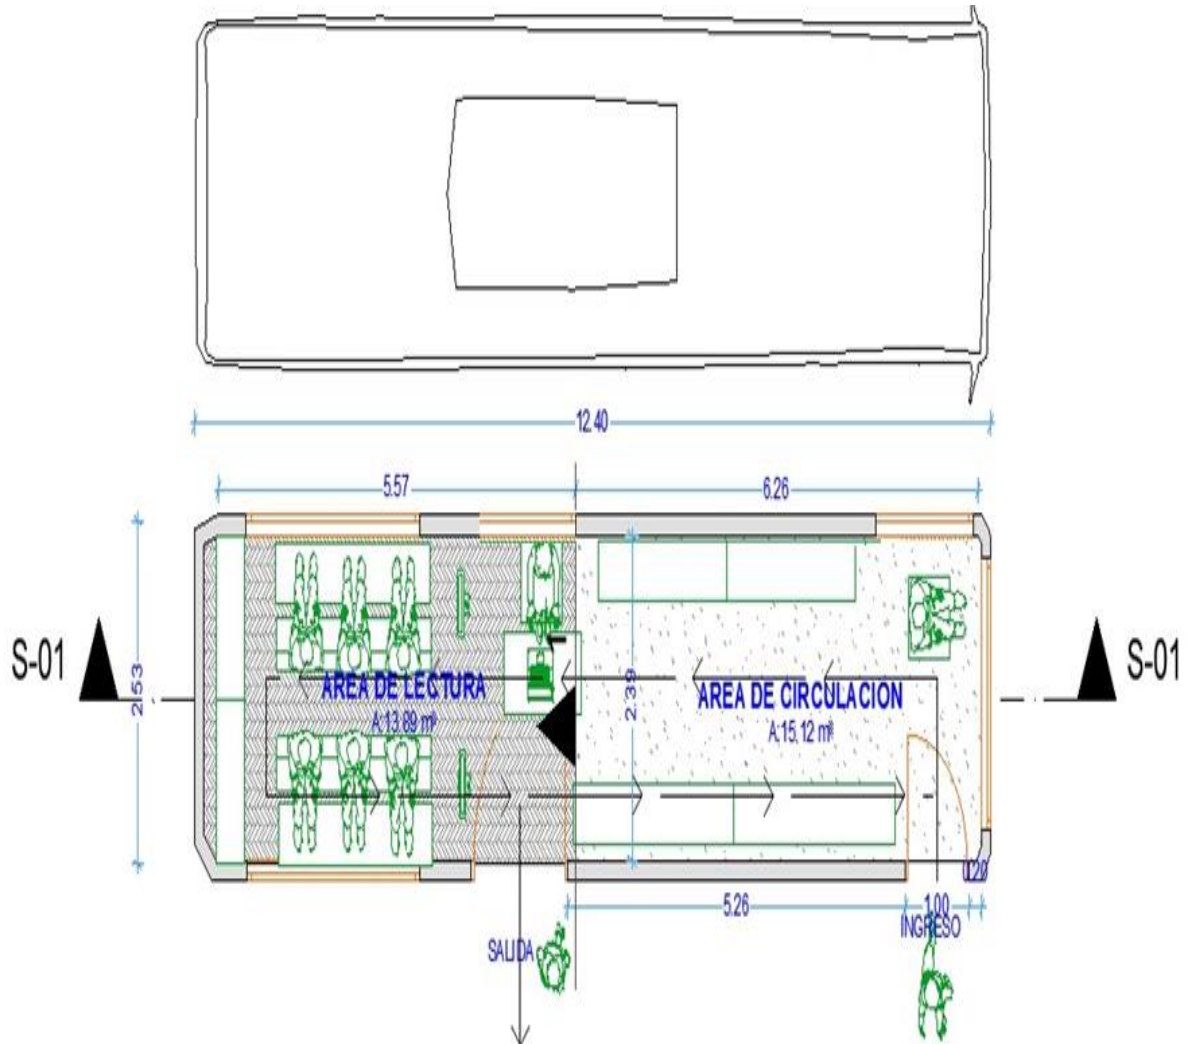 12.40
5.57
6.26
S-01
S-01
2.53
2.39
AREA DE LECTURA
A:13.89 m²
AREA DE CIRCULACION
A:15.12 m²
0.20
5.26
1.00
INGRESO
SALIDA